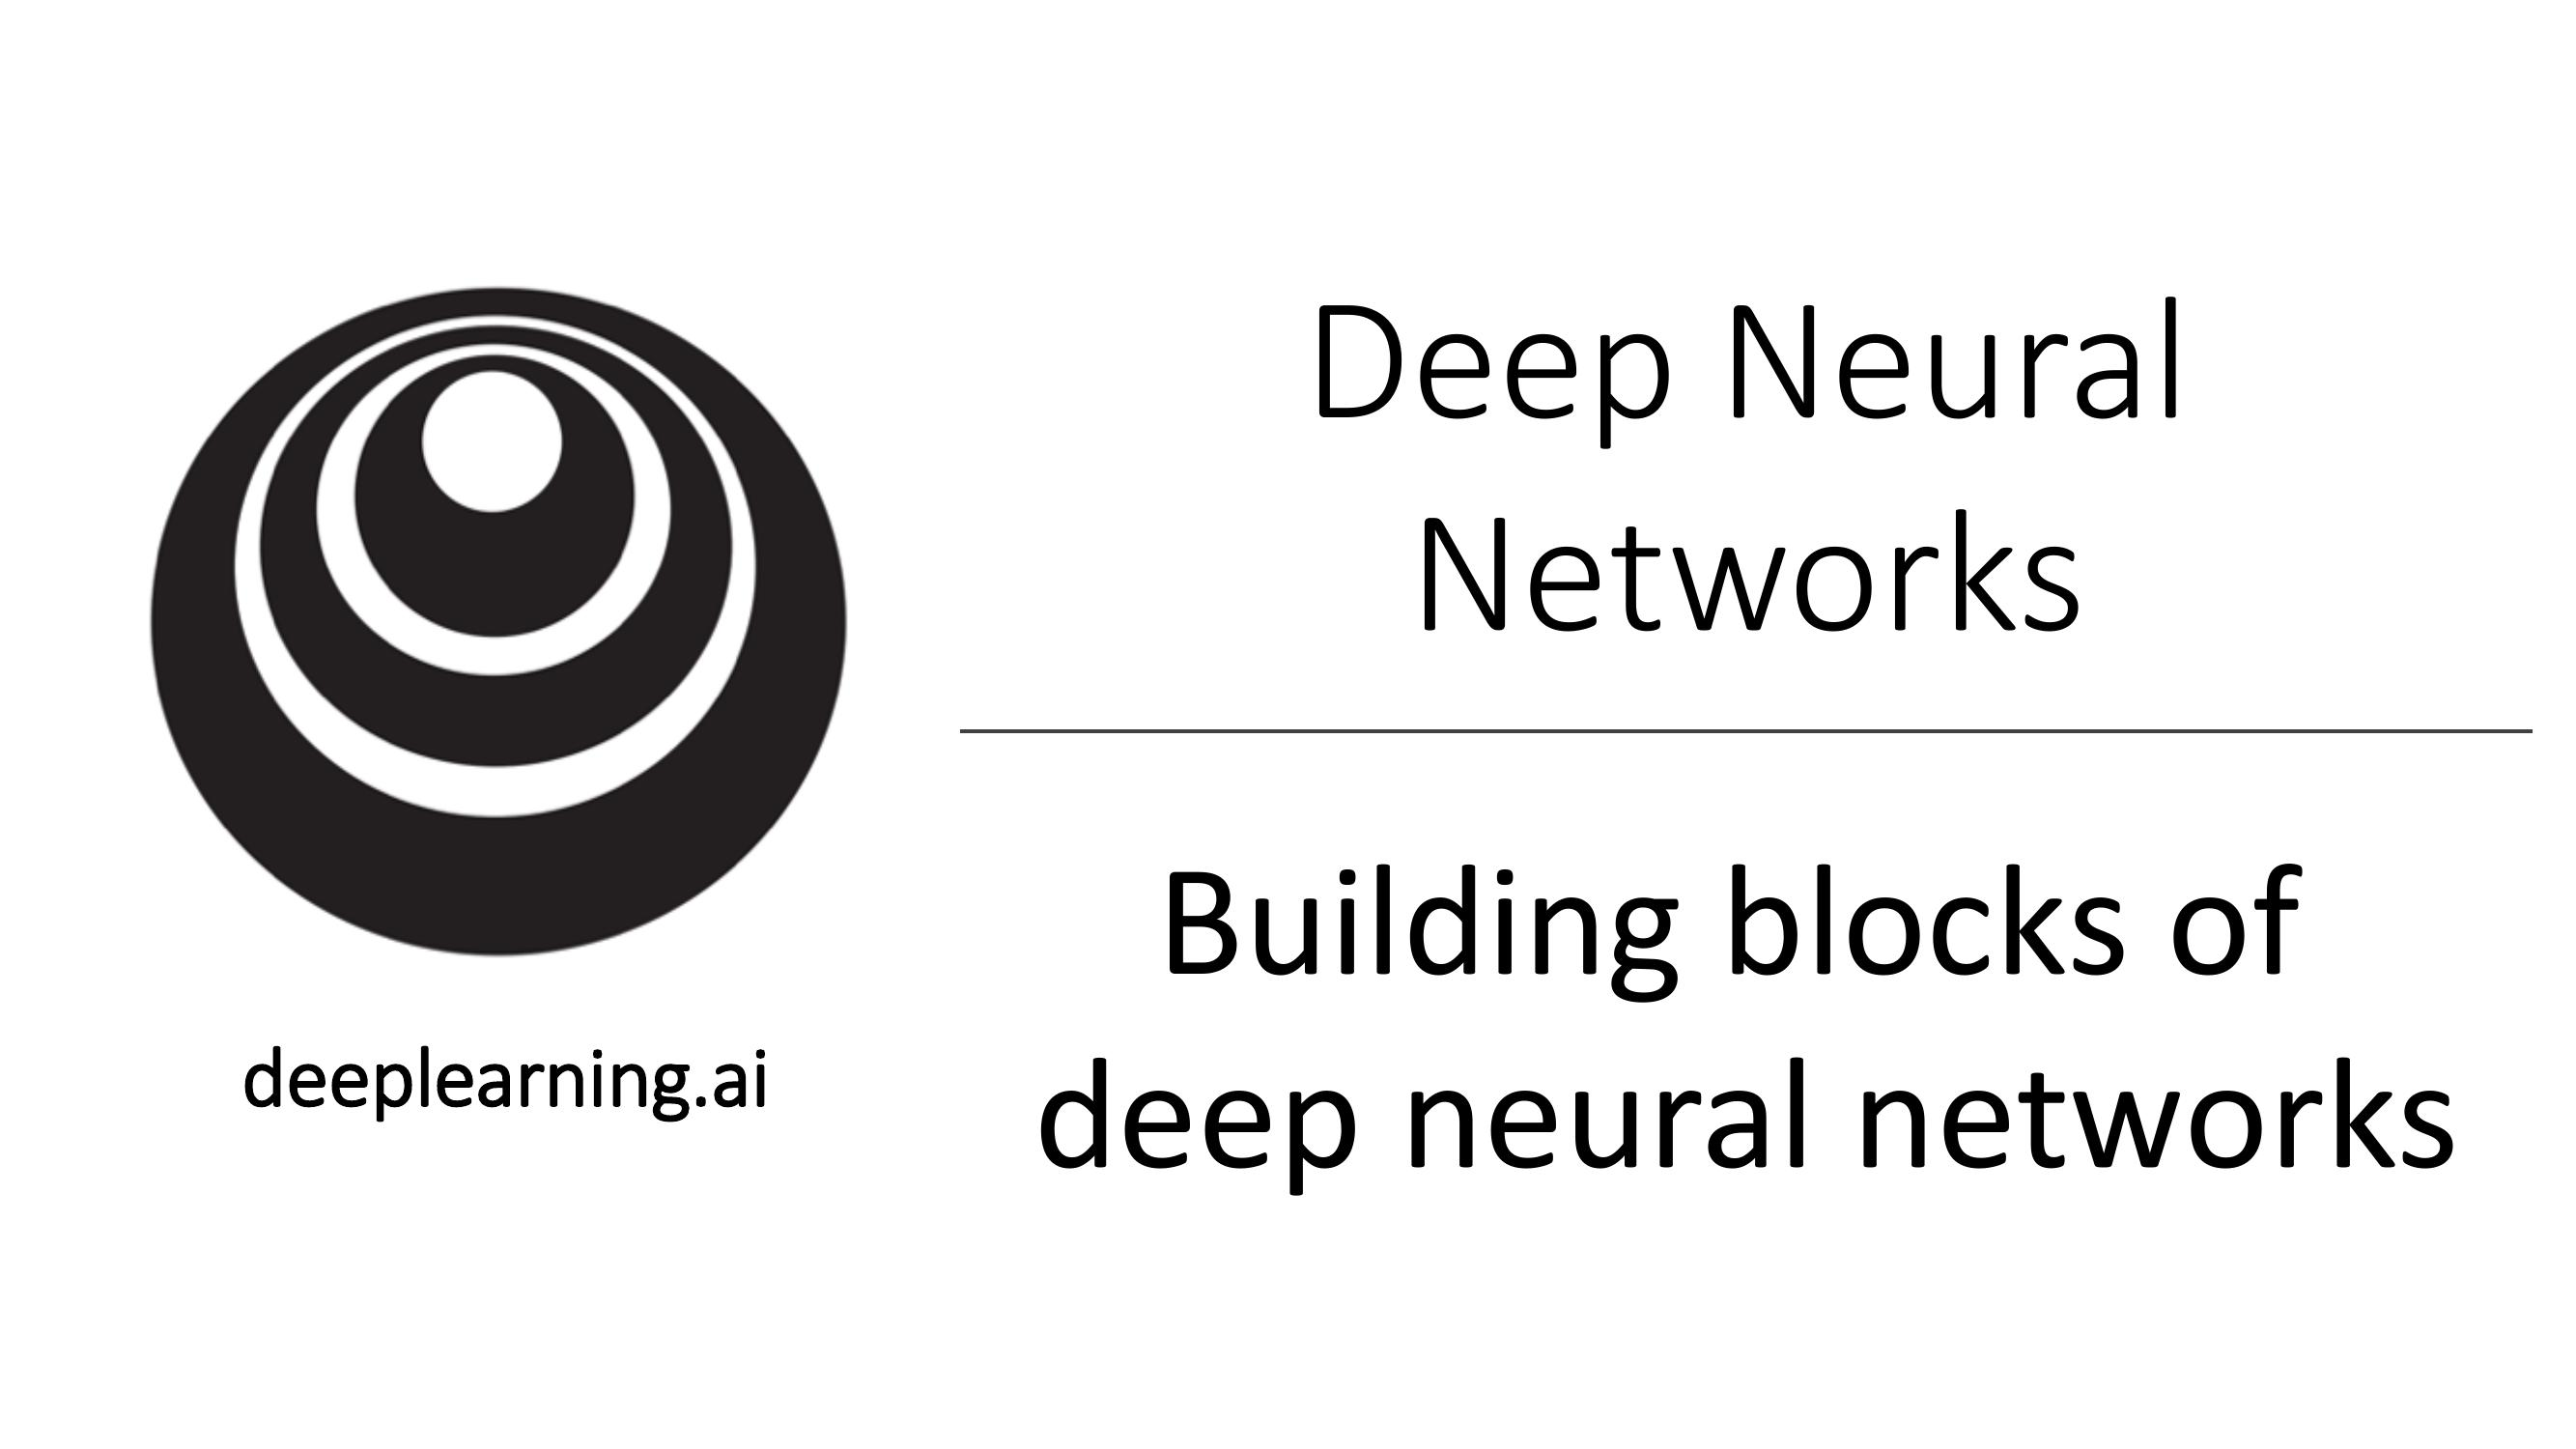 Deep Neural
Networks
Building blocks of
deep neural networks
deeplearning.ai